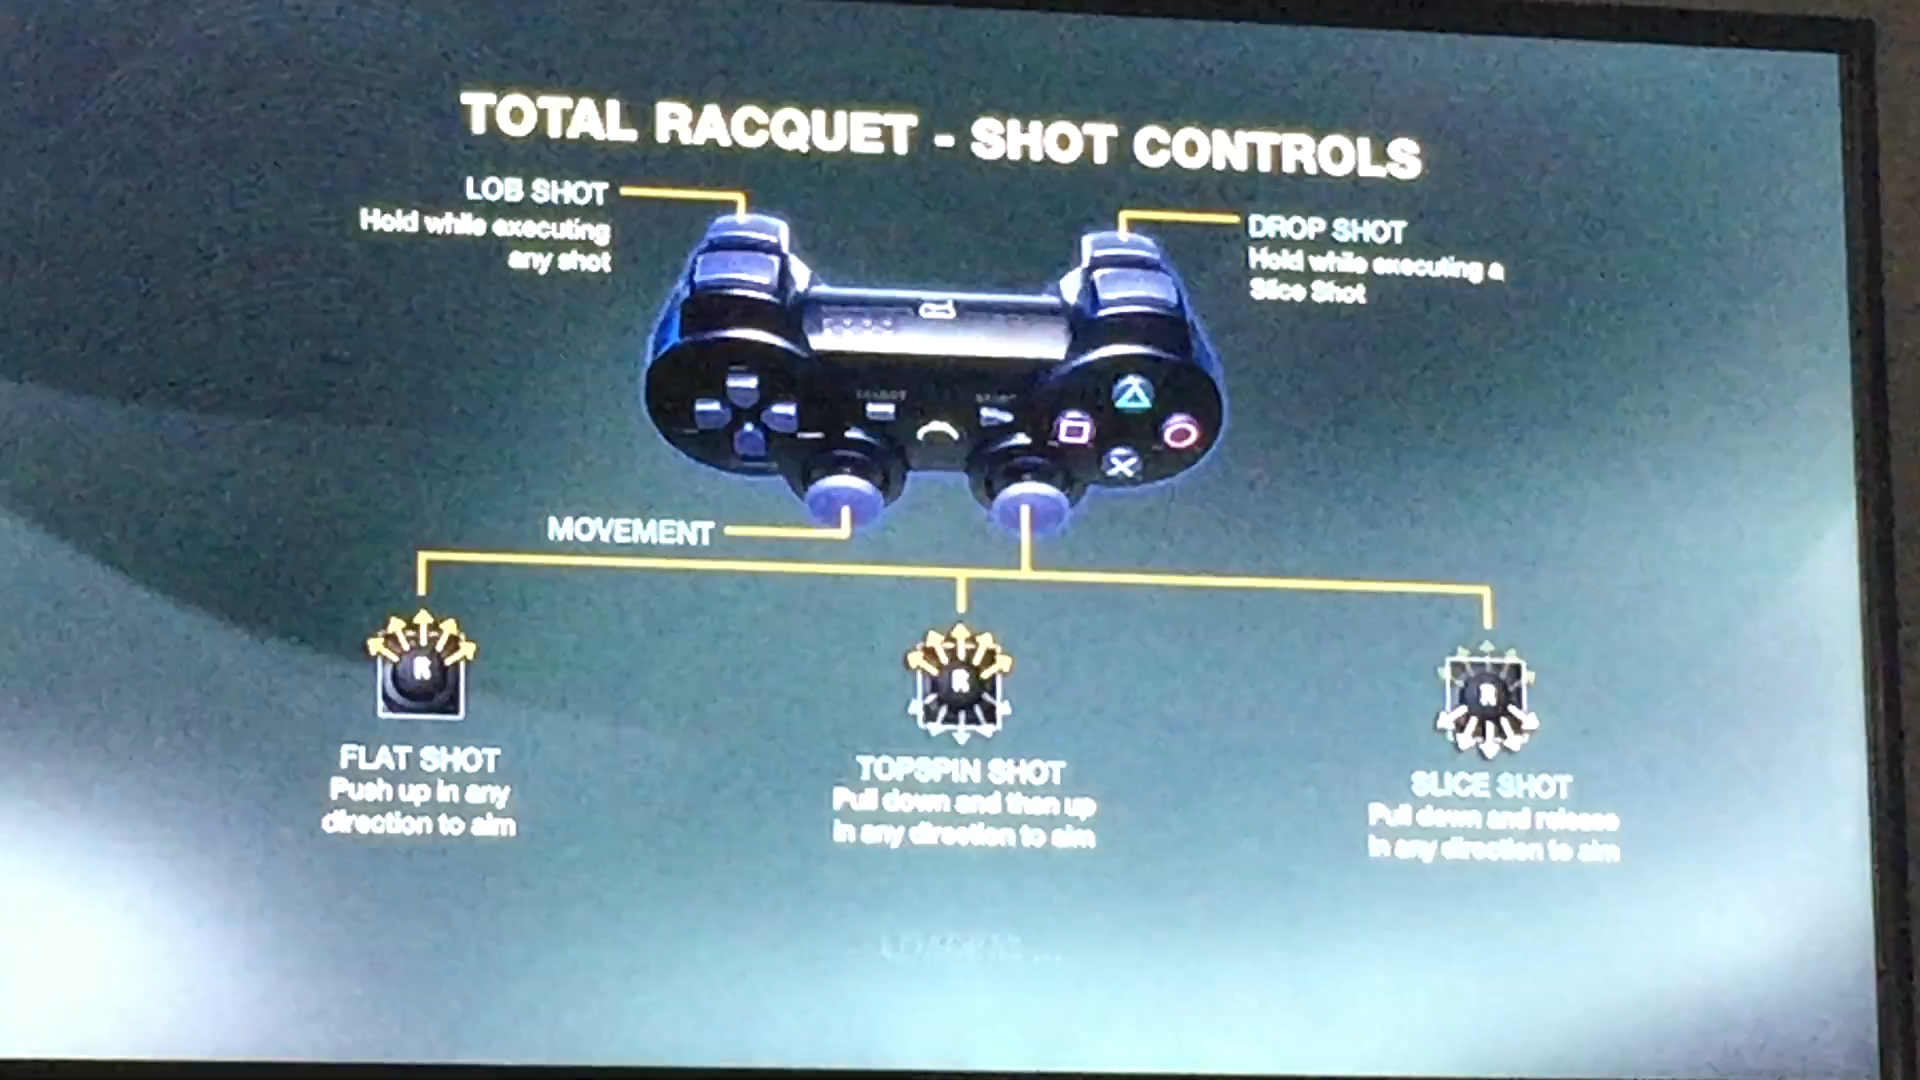 TOTAL RACQUET - SHOT CONTROLS
LOB SHOT
Hold while executing
any shot
DROP SHOT
Hold while executing a
Slice Shot
SELECT
START
MOVEMENT
R
R
R
FLAT SHOT
Push up in any
direction to aim
TOPSPIN SHOT
Pull down and then up
in any direction to aim
SLICE SHOT
Pull down and release
in any direction to aim
LOADING ...